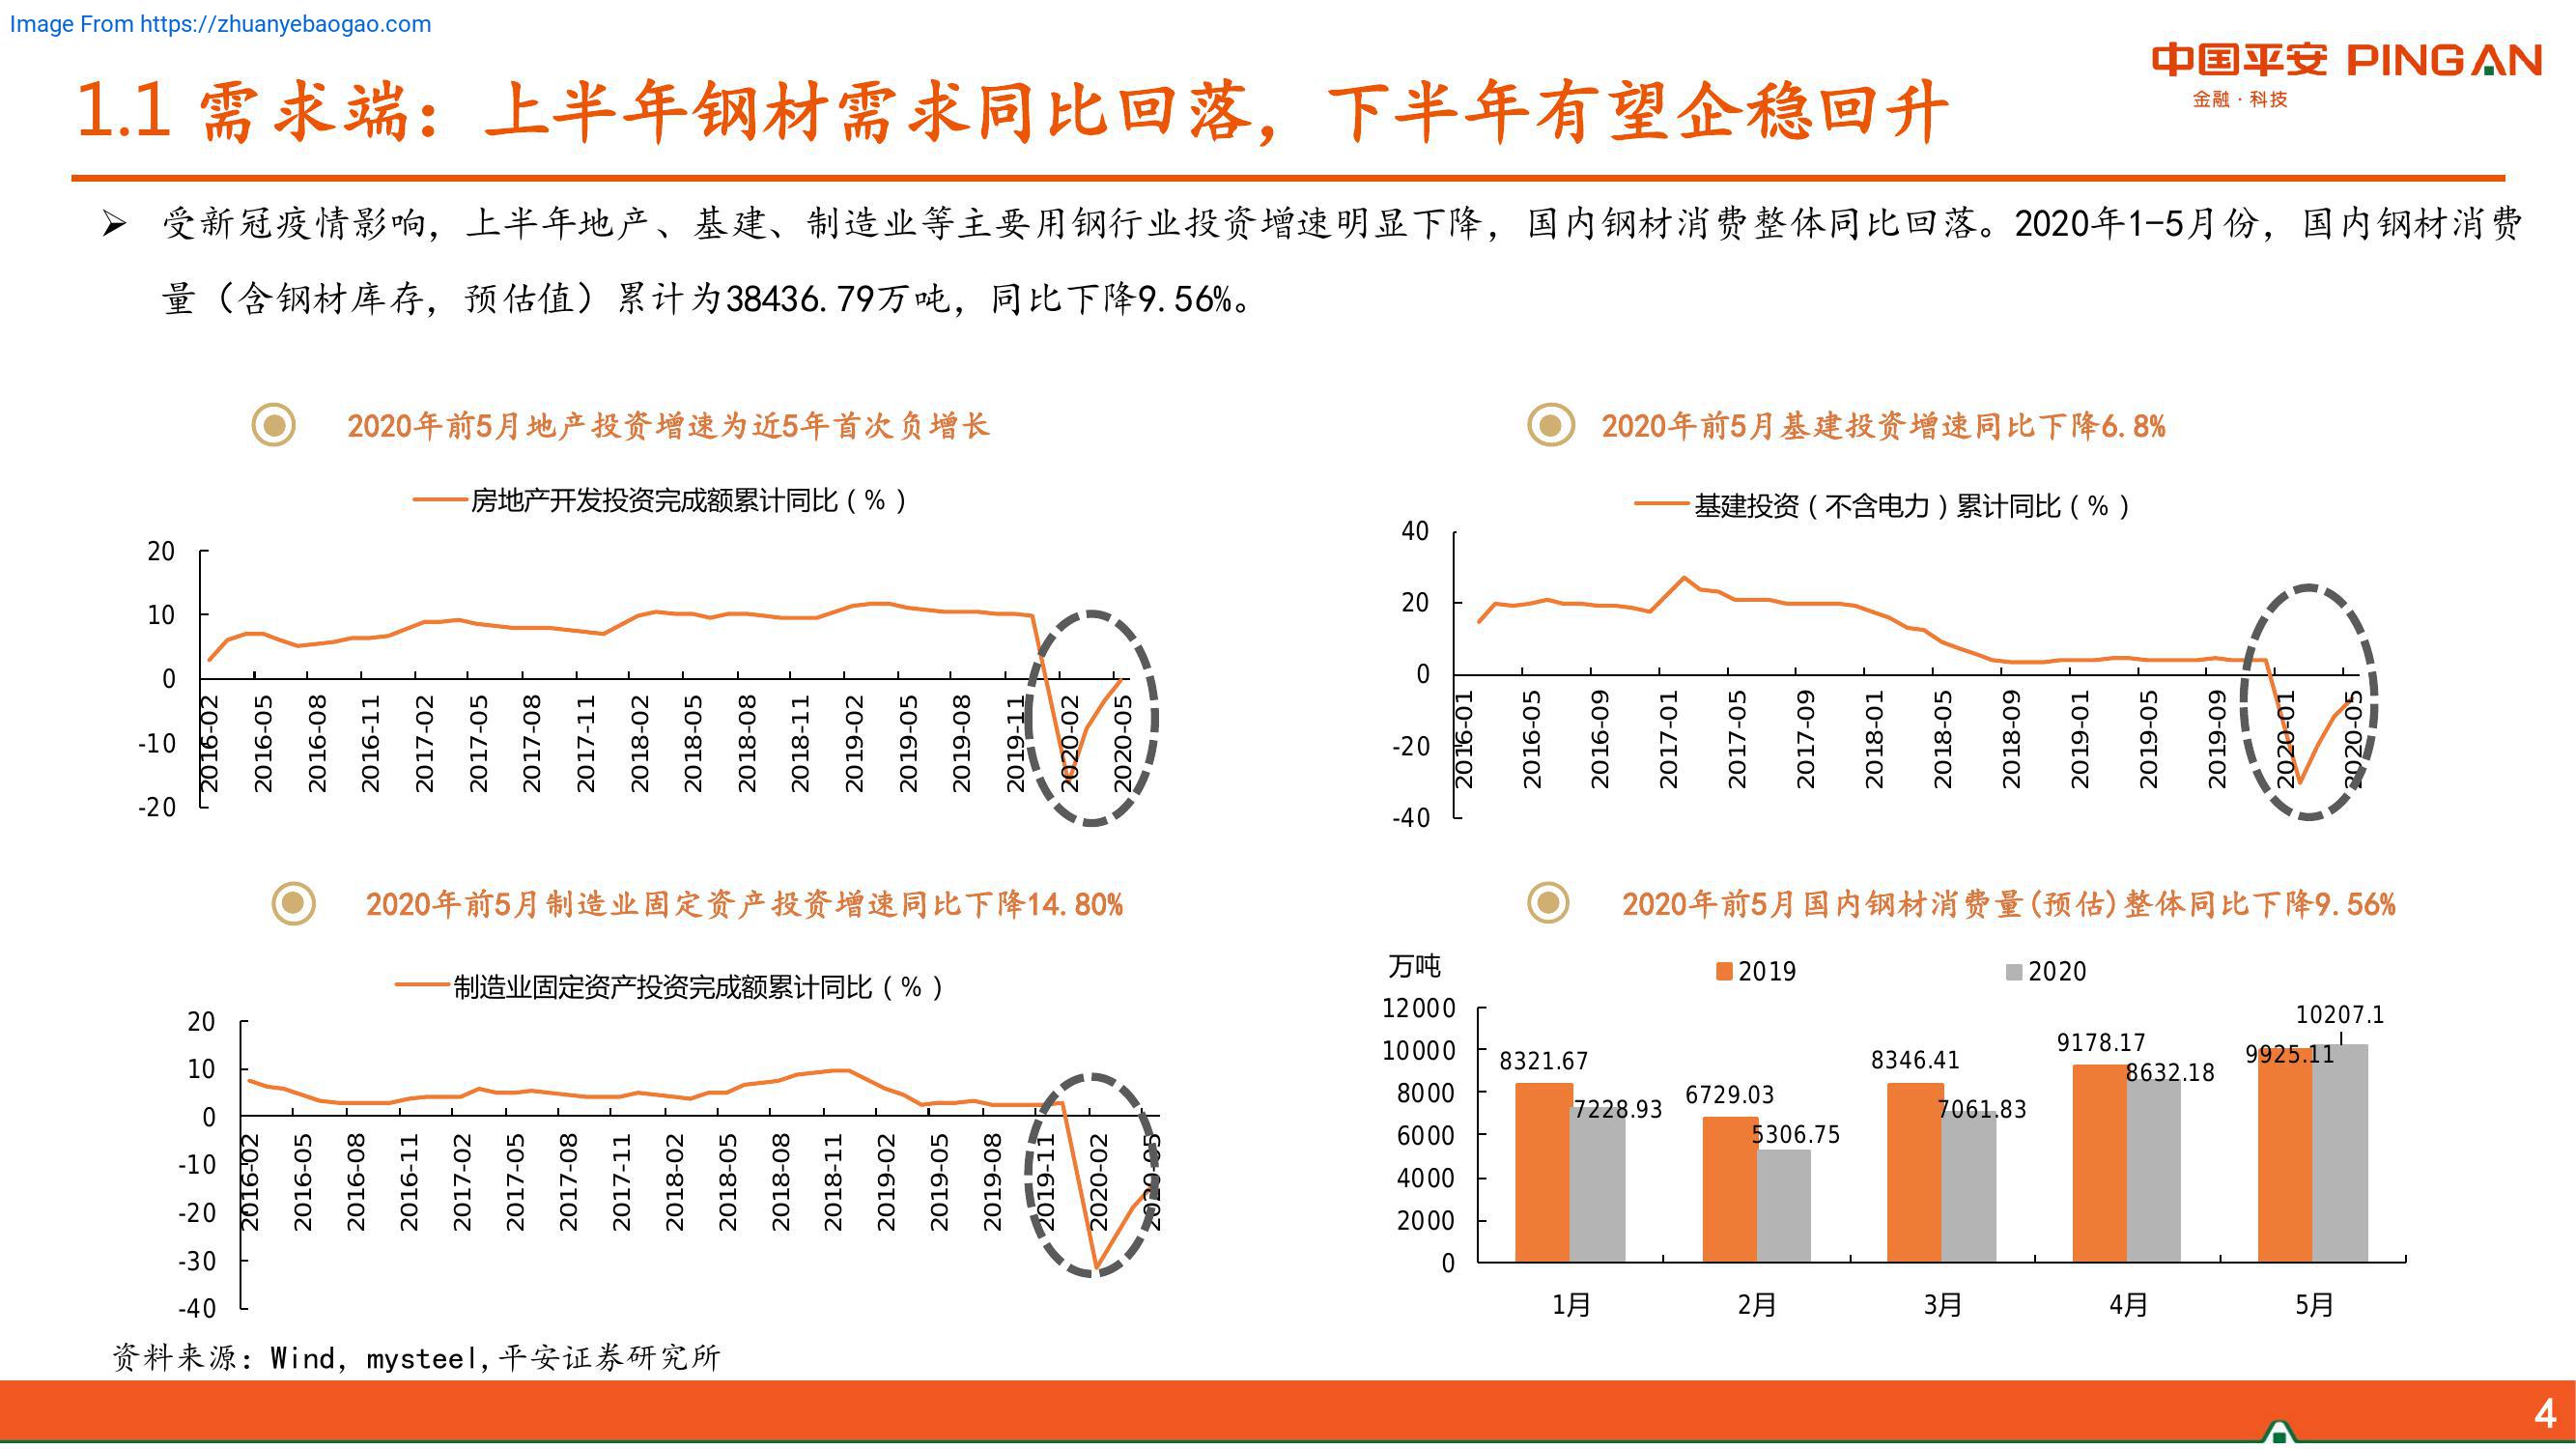 Image From https://zhuanyebaogao.com
中国平安 PINGAN
金融·科技
1.1 需求端：上半年钢材需求同比回落，下半年有望企稳回升
受新冠疫情影响，上半年地产、基建、制造业等主要用钢行业投资增速明显下降，国内钢材消费整体同比回落。2020年1-5月份，国内钢材消费
量（含钢材库存，预估值）累计为38436.79万吨，同比下降9.56%。
2020年前5月地产投资增速为近5年首次负增长
房地产开发投资完成额累计同比（%）
20
10
0
-10
-20
2016-02 2016-05 2016-08 2016-11 2017-02 2017-05 2017-08 2017-11 2018-02 2018-05 2018-08 2018-11 2019-02 2019-05 2019-08 2019-11 2020-02 2020-05
2020年前5月基建投资增速同比下降6.8%
基建投资（不含电力）累计同比（%）
40
20
0
-20
-40
2016-01 2016-05 2016-09 2017-01 2017-05 2017-09 2018-01 2018-05 2018-09 2019-01 2019-05 2019-09 2020-01 2020-05
2020年前5月制造业固定资产投资增速同比下降14.80%
制造业固定资产投资完成额累计同比（%）
20
10
0
-10
-20
-30
-40
2016-02 2016-05 2016-08 2016-11 2017-02 2017-05 2017-08 2017-11 2018-02 2018-05 2018-08 2018-11 2019-02 2019-05 2019-08 2019-11 2020-02 2020-05
2020年前5月国内钢材消费量(预估)整体同比下降9.56%
万吨
2019 2020
12000
10000
8000
6000
4000
2000
0
8321.67 7228.93 6729.03 5306.75 8346.41 7061.83 9178.17 8632.18 9925.11 10207.1
1月 2月 3月 4月 5月
资料来源：Wind, mysteel,平安证券研究所
4